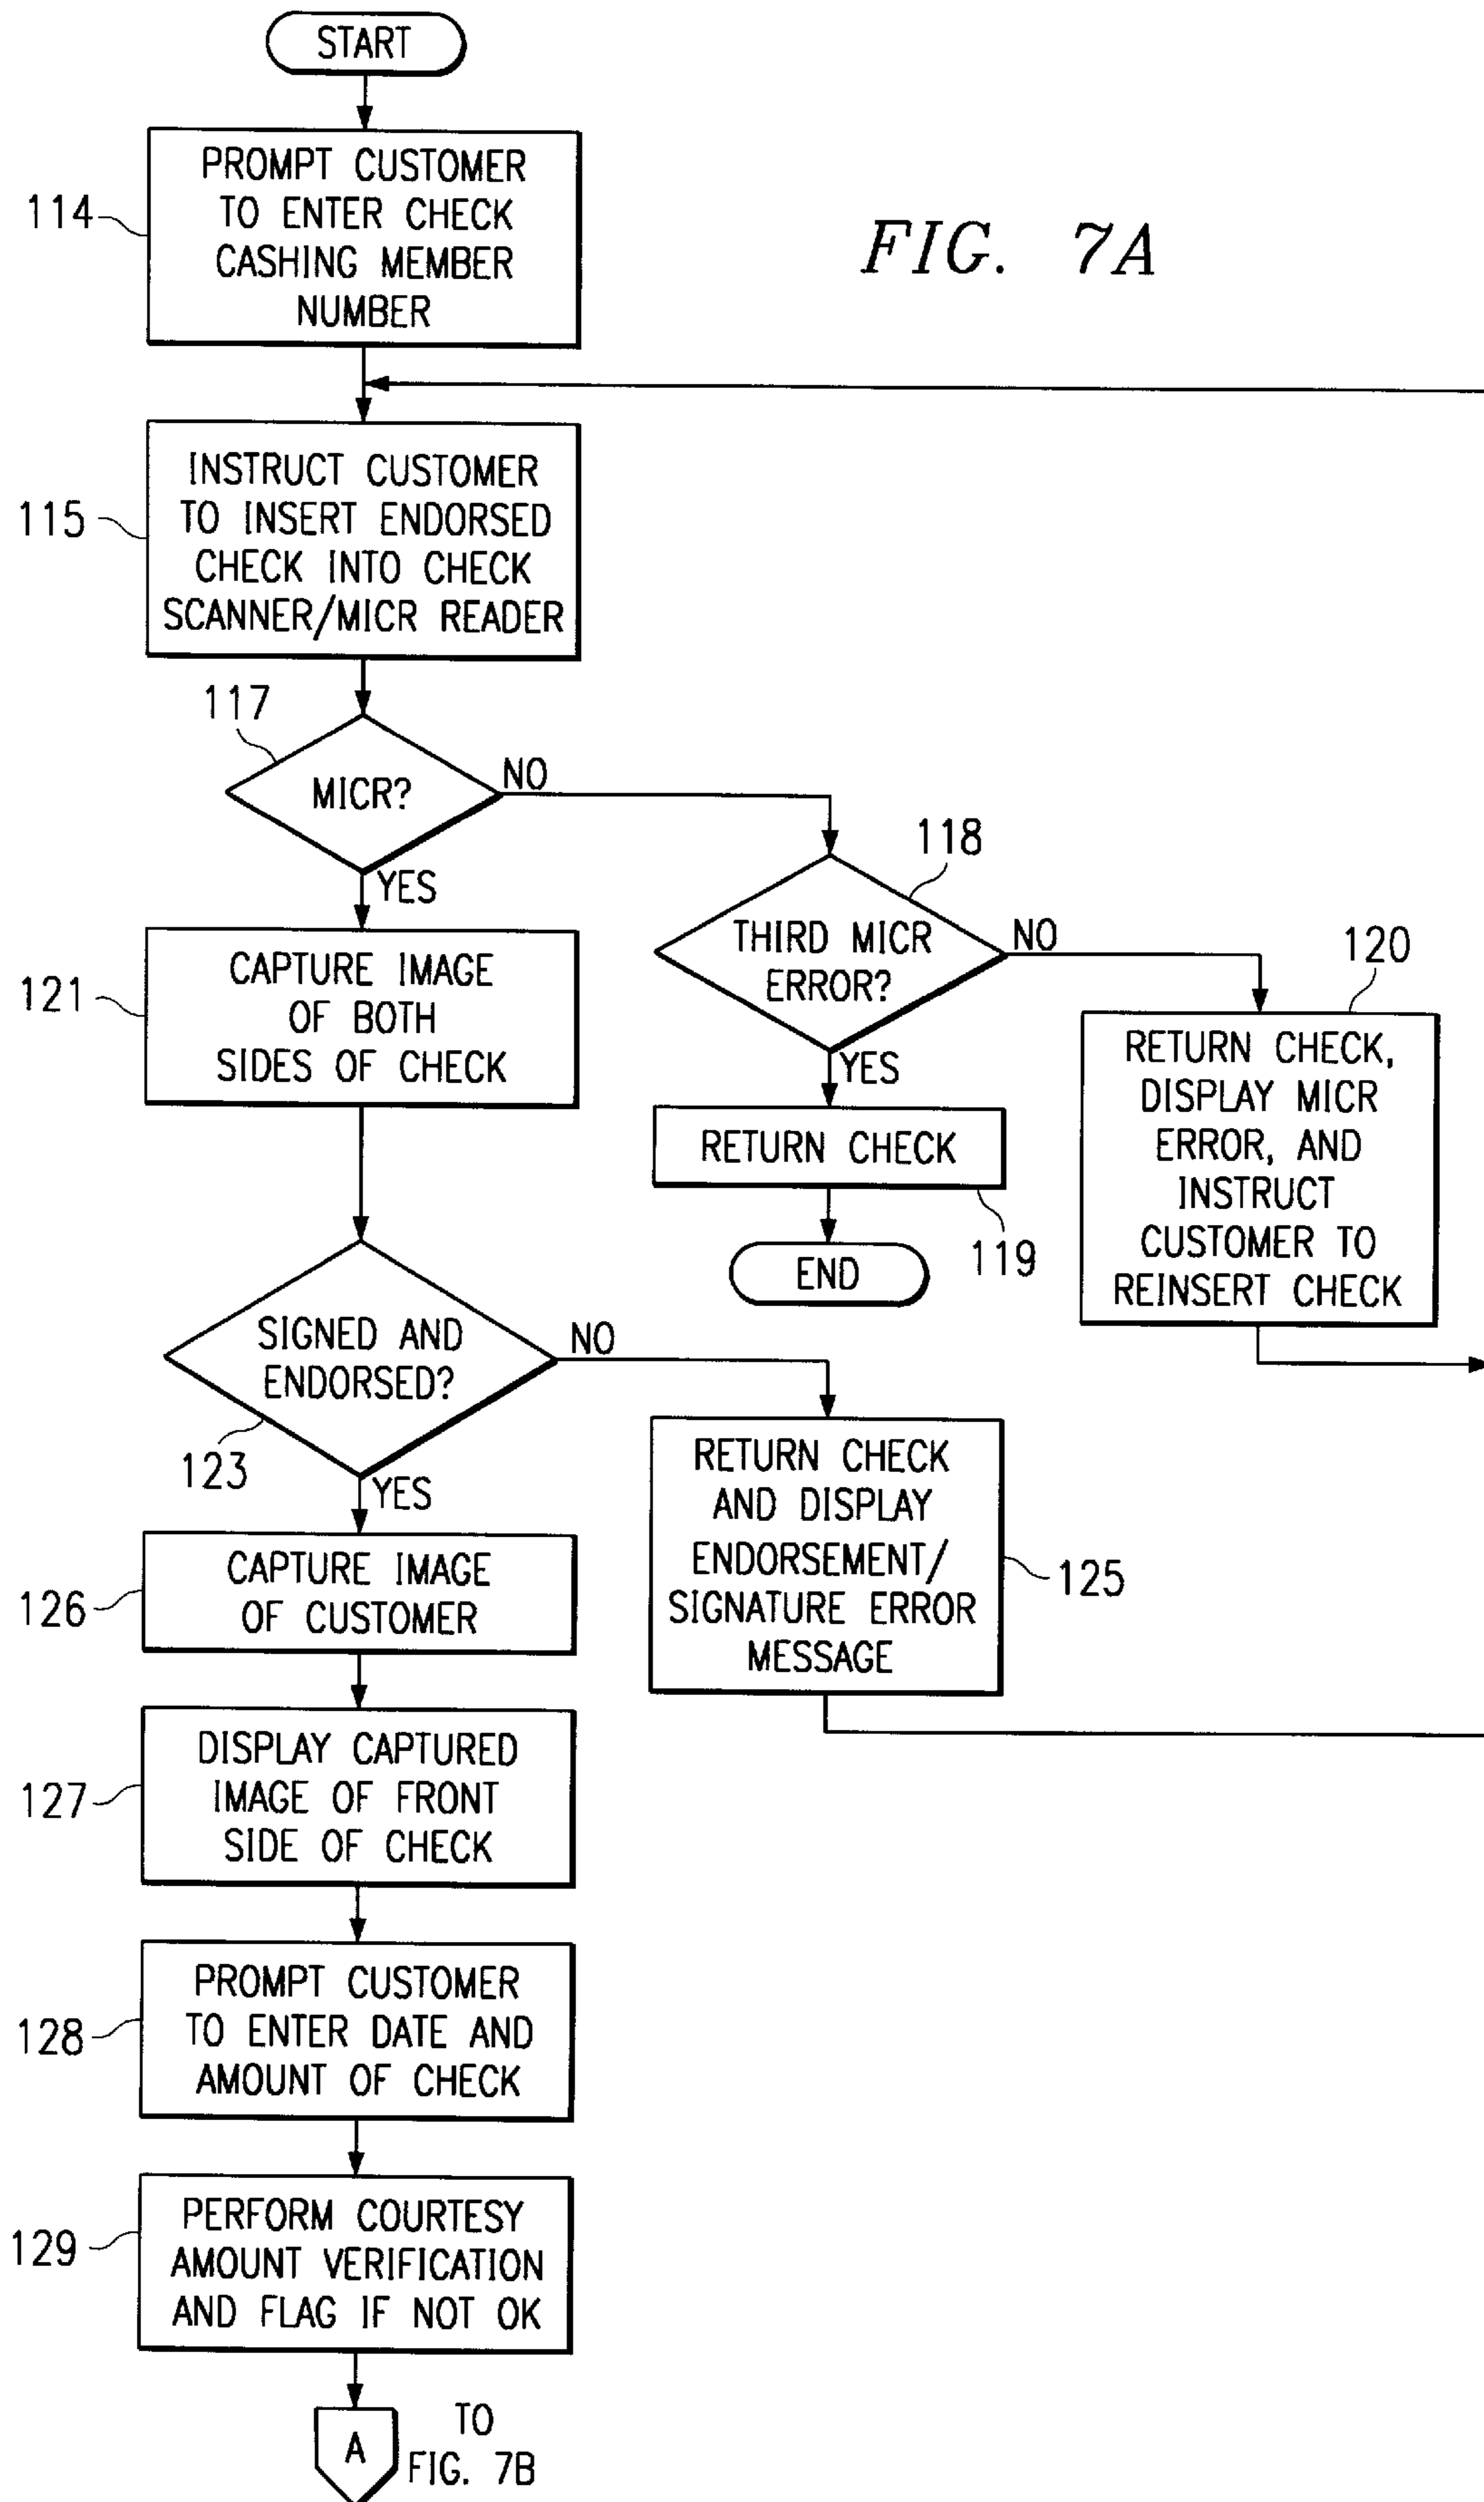 START
PROMPT CUSTOMER
TO ENTER CHECK
CASHING MEMBER
NUMBER
114
FIG. 7A
INSTRUCT CUSTOMER
TO INSERT ENDORSED
CHECK INTO CHECK
SCANNER/MICR READER
115
117
MICR?
NO
YES
118
THIRD MICR
ERROR?
NO
YES
120
RETURN CHECK,
DISPLAY MICR
ERROR, AND
INSTRUCT
CUSTOMER TO
REINSERT CHECK
121
CAPTURE IMAGE
OF BOTH
SIDES OF CHECK
RETURN CHECK
119
END
SIGNED AND
ENDORSED?
NO
123
YES
RETURN CHECK
AND DISPLAY
ENDORSEMENT/
SIGNATURE ERROR
MESSAGE
125
126
CAPTURE IMAGE
OF CUSTOMER
127
DISPLAY CAPTURED
IMAGE OF FRONT
SIDE OF CHECK
128
PROMPT CUSTOMER
TO ENTER DATE AND
AMOUNT OF CHECK
129
PERFORM COURTESY
AMOUNT VERIFICATION
AND FLAG IF NOT OK
A
TO
FIG. 7B